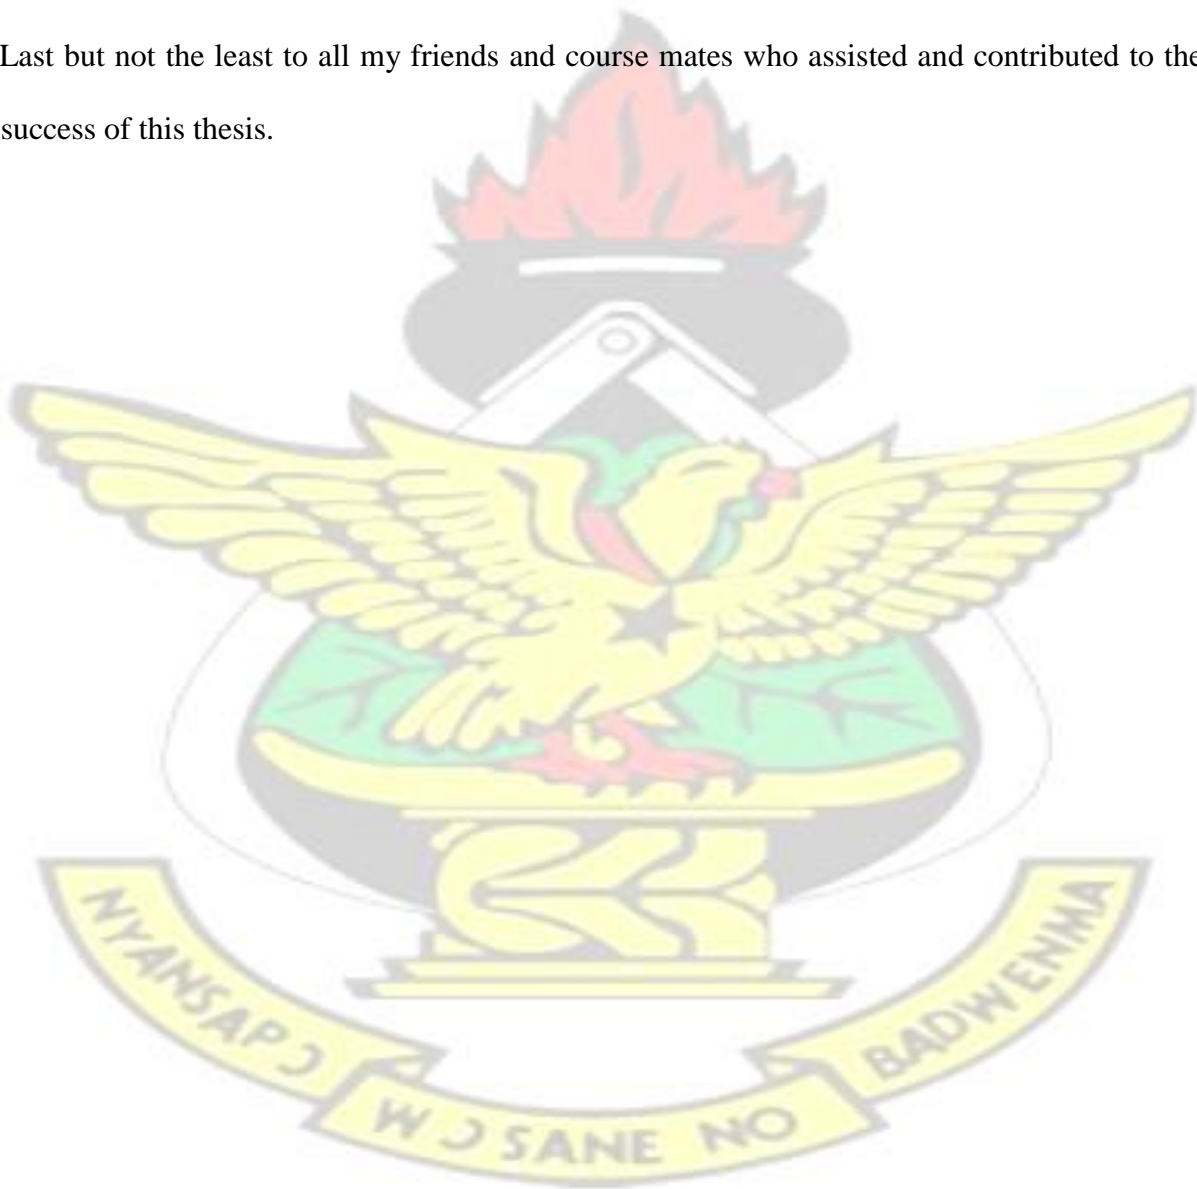 Last but not the least to all my friends and course mates who assisted and contributed to the
success of this thesis.
NYANSAPƆ
WƆSANE NO
BADWENMA